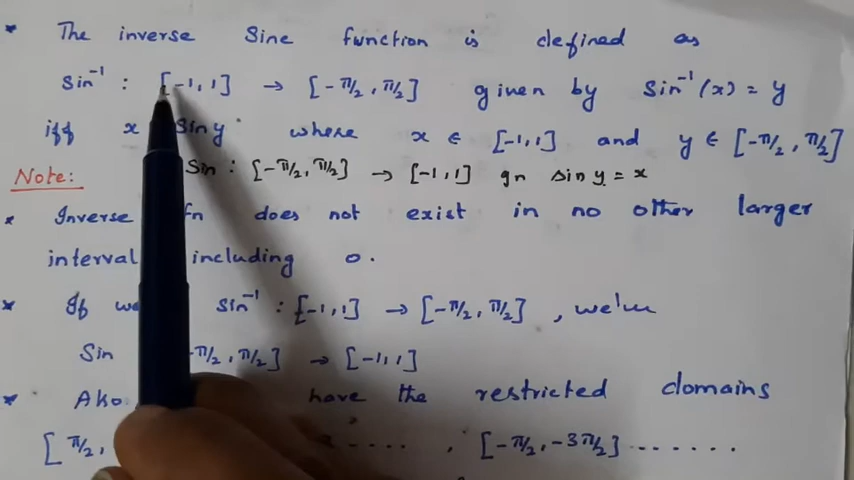 * The inverse Sine function is defined as
Sin⁻¹ : [-1, 1] → [-π/2, π/2] given by Sin⁻¹(x) = y
iff x Siny where x ∈ [-1, 1] and y ∈ [-π/2, π/2]
Note: Sin : [-π/2, π/2] → [-1, 1] gn sin y = x
* Inverse fn does not exist in no other larger
interval including 0.
* If we Sin⁻¹ : [-1, 1] → [-π/2, π/2] ,
Sin -π/2, π/2] → [-1, 1]
* have the restricted domains
[π/2, .... , [-π/2, -3π/2] .......